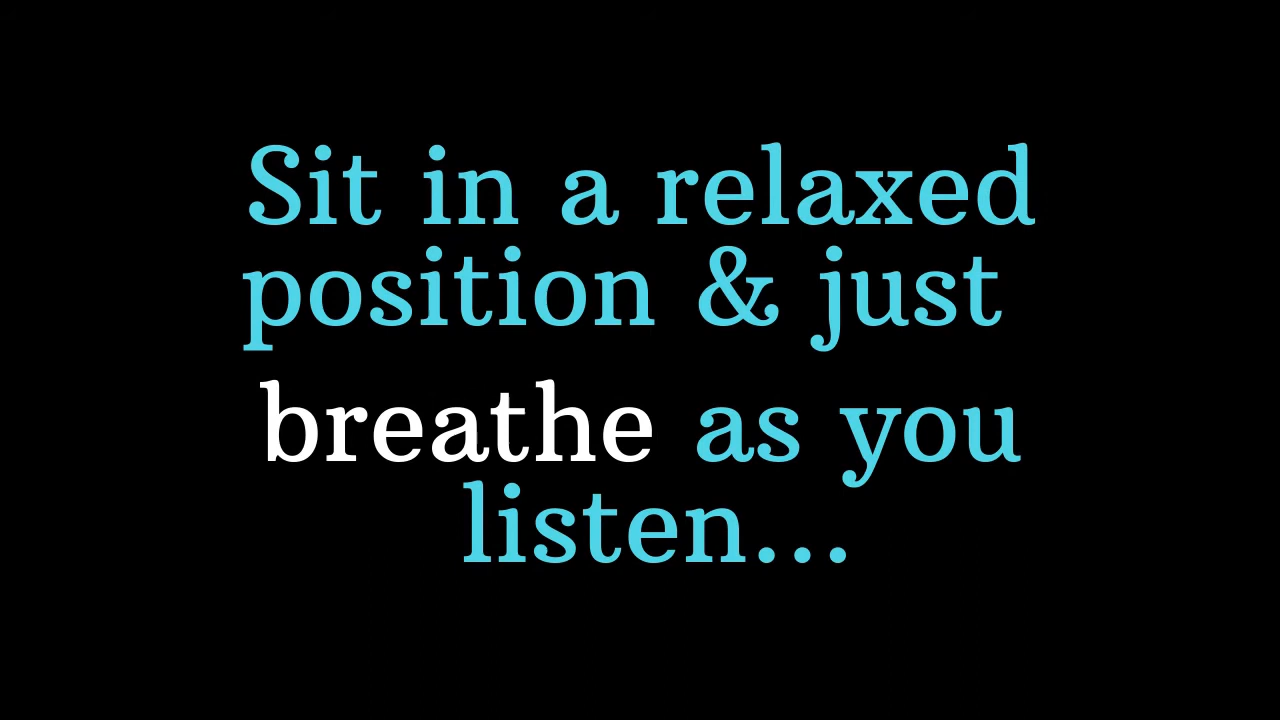 Sit in a relaxed
position & just
breathe as you
listen...